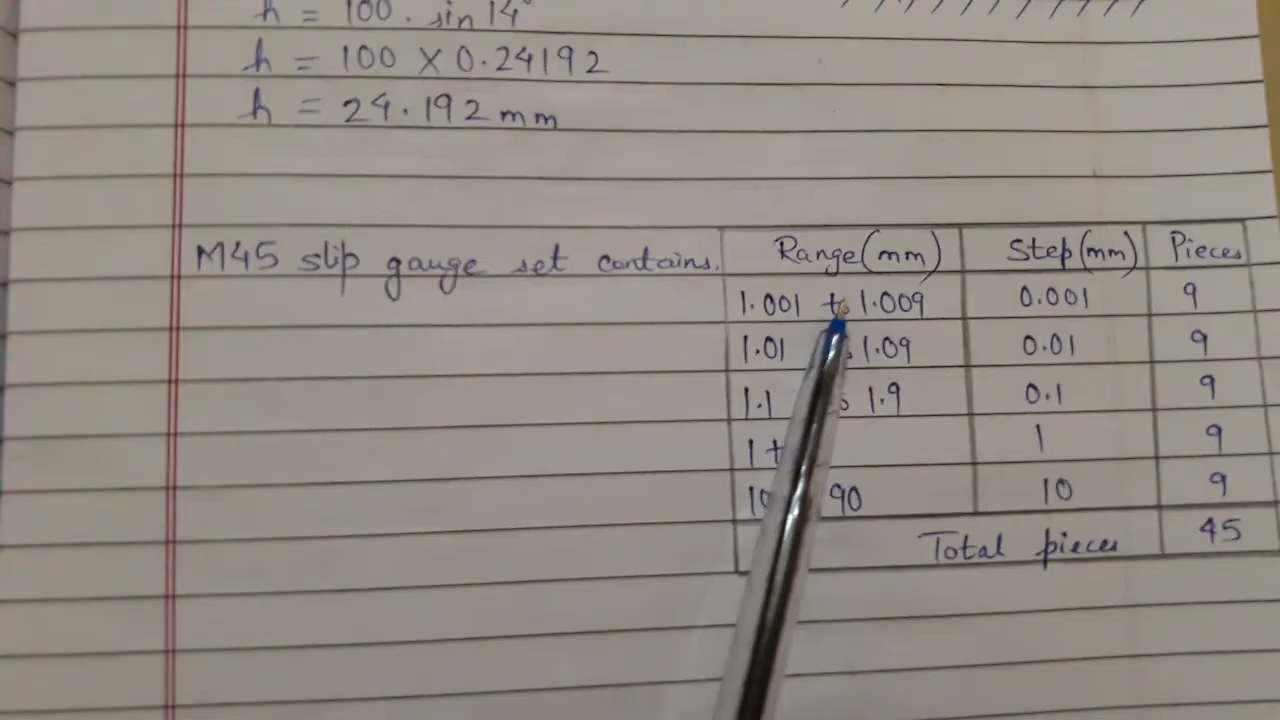 h = 100 . sin 14°
h = 100 × 0.24192
h = 24.192 mm
M45 slip gauge set contains.
Range (mm) Step (mm) Pieces
1.001 to 1.009 0.001 9
1.01 1.09 0.01 9
1.1 1.9 0.1 9
1 1 9
90 10 9
Total pieces 45